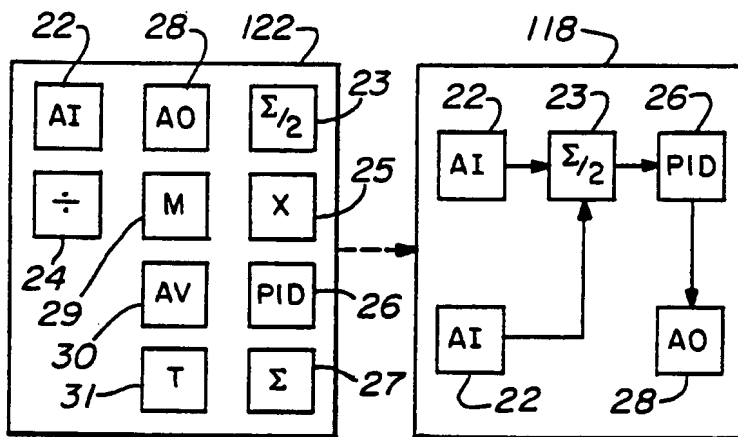 22 28 122 118
AI AO Σ/2 23 22 23 26
AI Σ/2 PID
÷ M X 25
24 29
AV PID 26 AI AO
30
31 T Σ 27 22 28